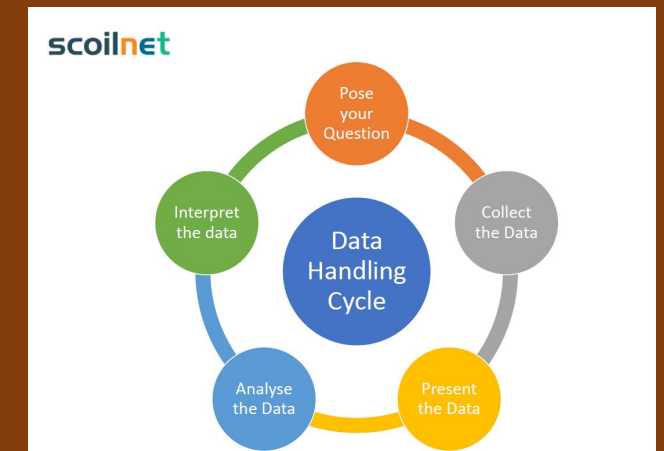 scoilnet
Pose
your
Question
Collect
the Data
Present
the Data
Analyse
the Data
Interpret
the data
Data
Handling
Cycle